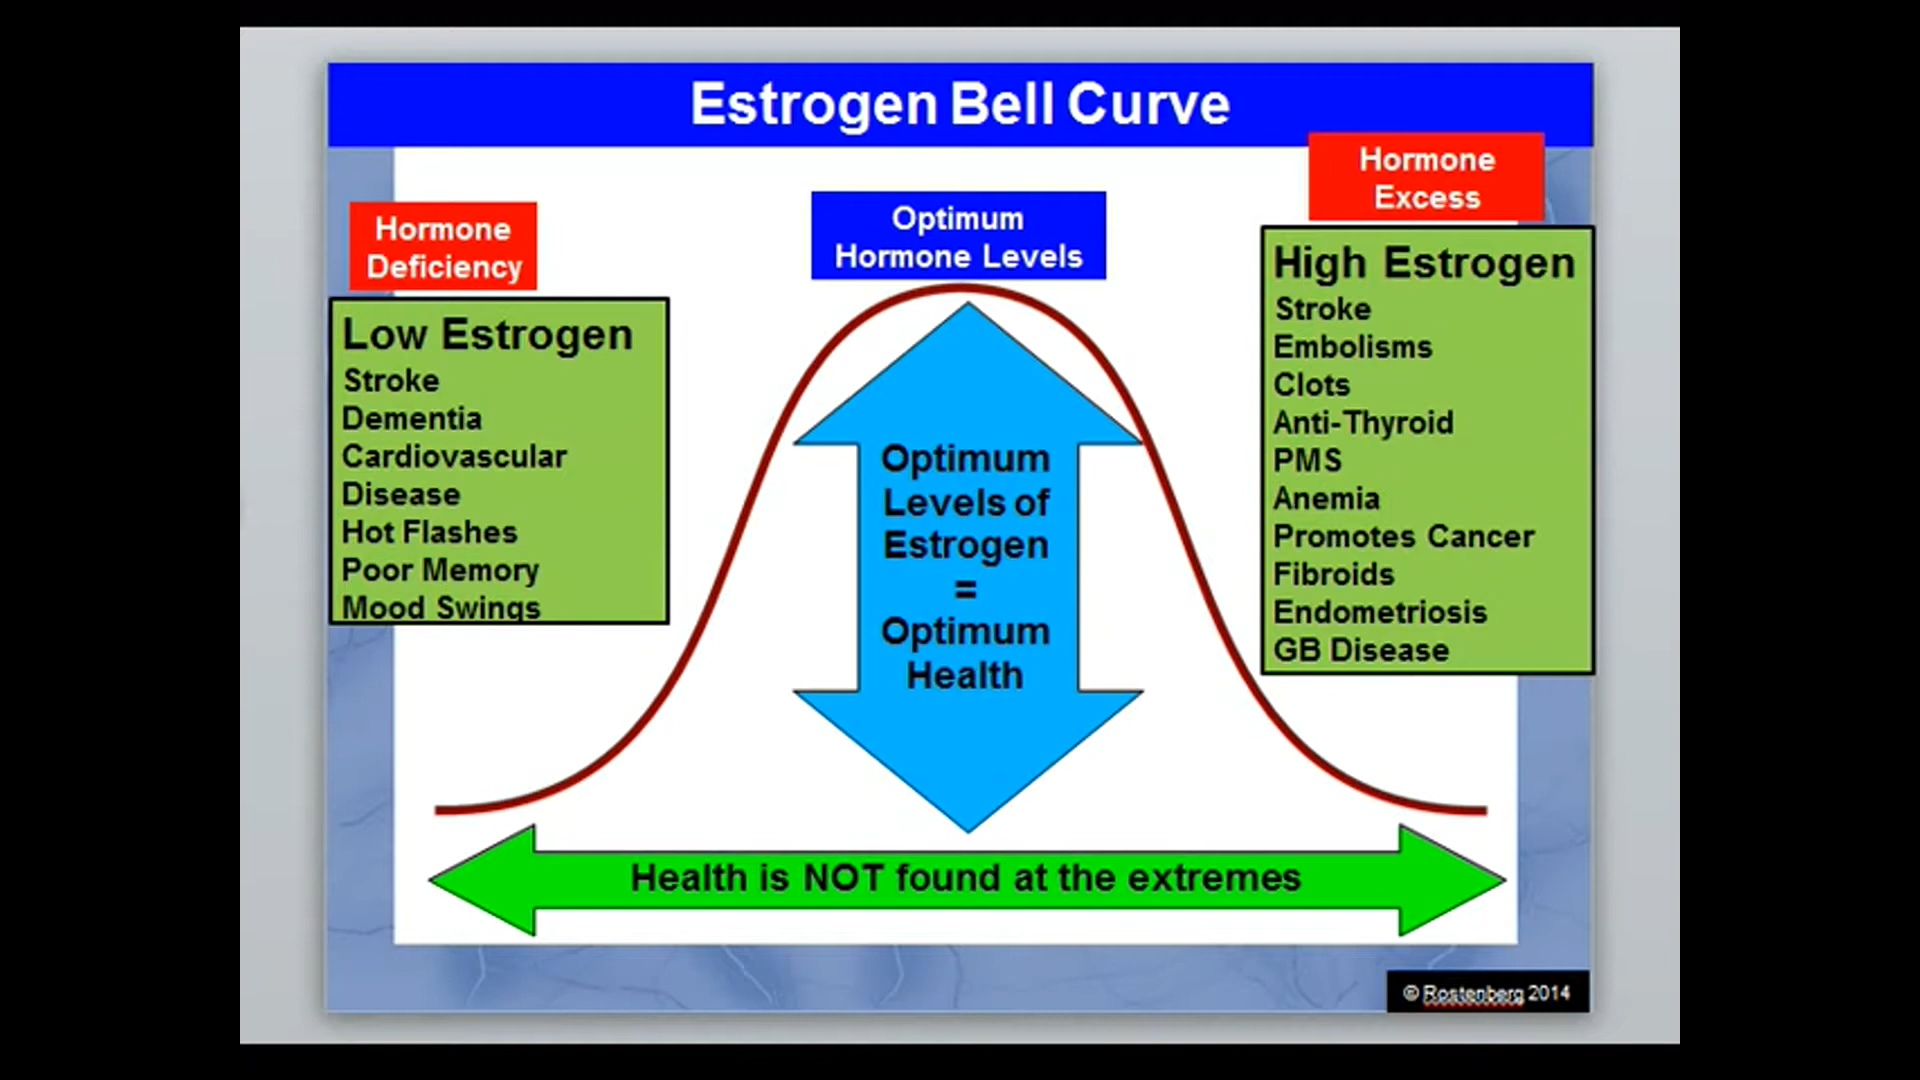 Estrogen Bell Curve
Hormone
Deficiency
Low Estrogen
Stroke
Dementia
Cardiovascular
Disease
Hot Flashes
Poor Memory
Mood Swings
Optimum
Hormone Levels
Optimum
Levels of
Estrogen
=
Optimum
Health
Hormone
Excess
High Estrogen
Stroke
Embolisms
Clots
Anti-Thyroid
PMS
Anemia
Promotes Cancer
Fibroids
Endometriosis
GB Disease
Health is NOT found at the extremes
© Rostenberg 2014